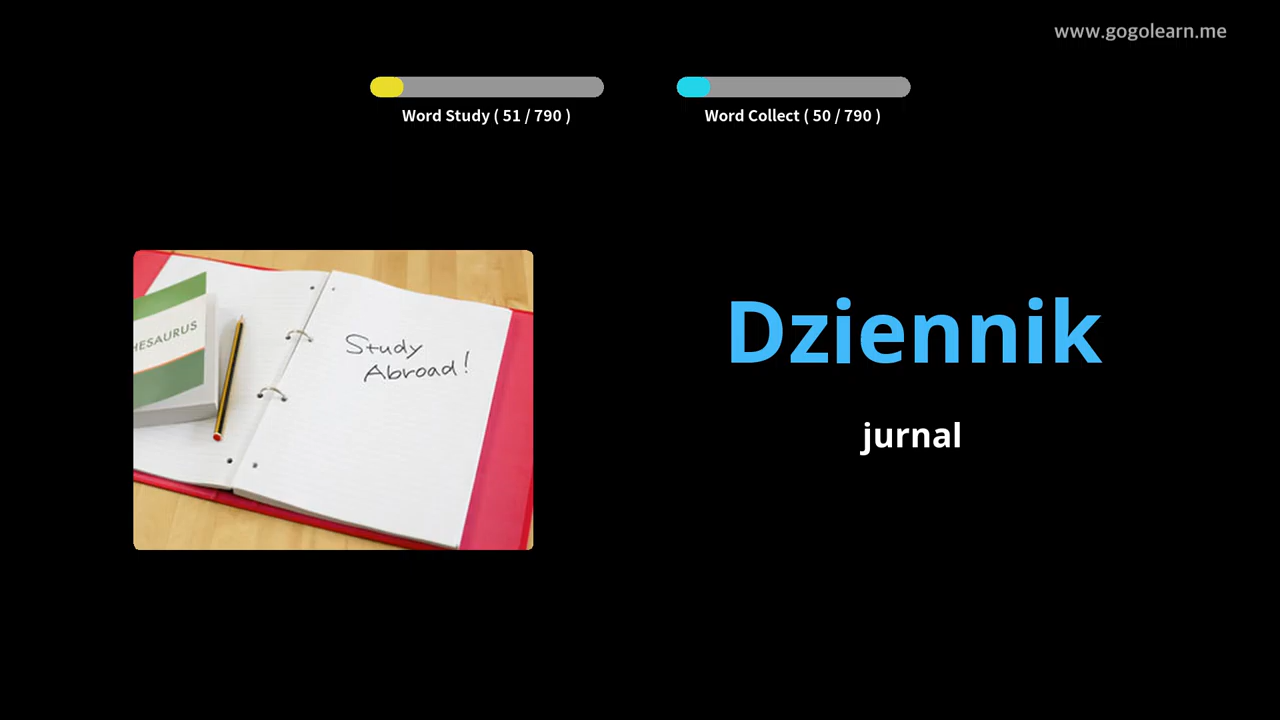 www.gogolearn.me
Word Study ( 51 / 790 )
Word Collect ( 50 / 790 )
HESAURUS
Study
Abroad!
Dziennik
jurnal